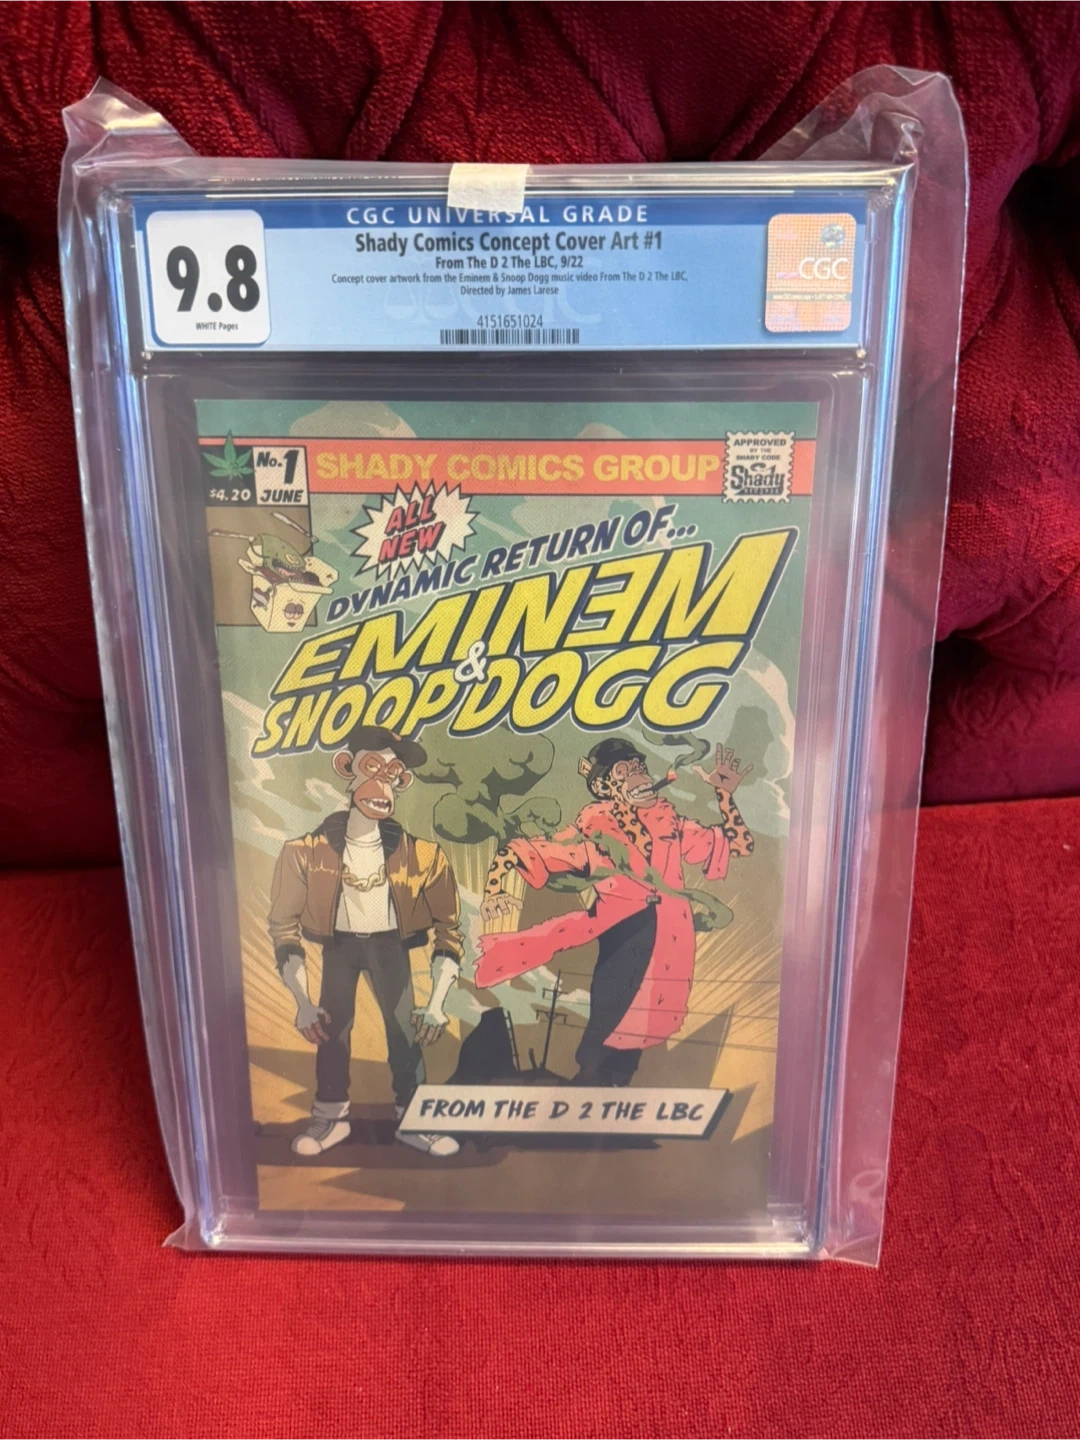 CGC UNIVERSAL GRADE
9.8
WHITE Pages
Shady Comics Concept Cover Art #1
From The D 2 The LBC, 9/22
Concept cover artwork from the Eminem & Snoop Dogg music video From The D 2 The LBC,
Directed by James Larese
4151651024
CGC
$4.20
No.1
JUNE
SHADY COMICS GROUP
APPROVED
BY THE
SHADY CODE
Shady
RECORDS
ALL
NEW
DYNAMIC RETURN OF...
EMINƎM
&
SNOOP DOGG
FROM THE D 2 THE LBC